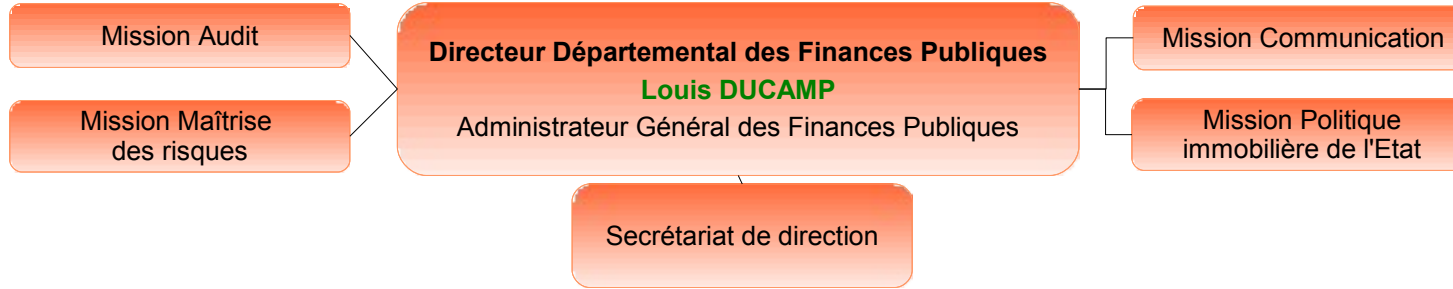 Mission Audit
Mission Maîtrise
des risques
Directeur Départemental des Finances Publiques
Louis DUCAMP
Administrateur Général des Finances Publiques
Mission Communication
Mission Politique
immobilière de l'Etat
Secrétariat de direction